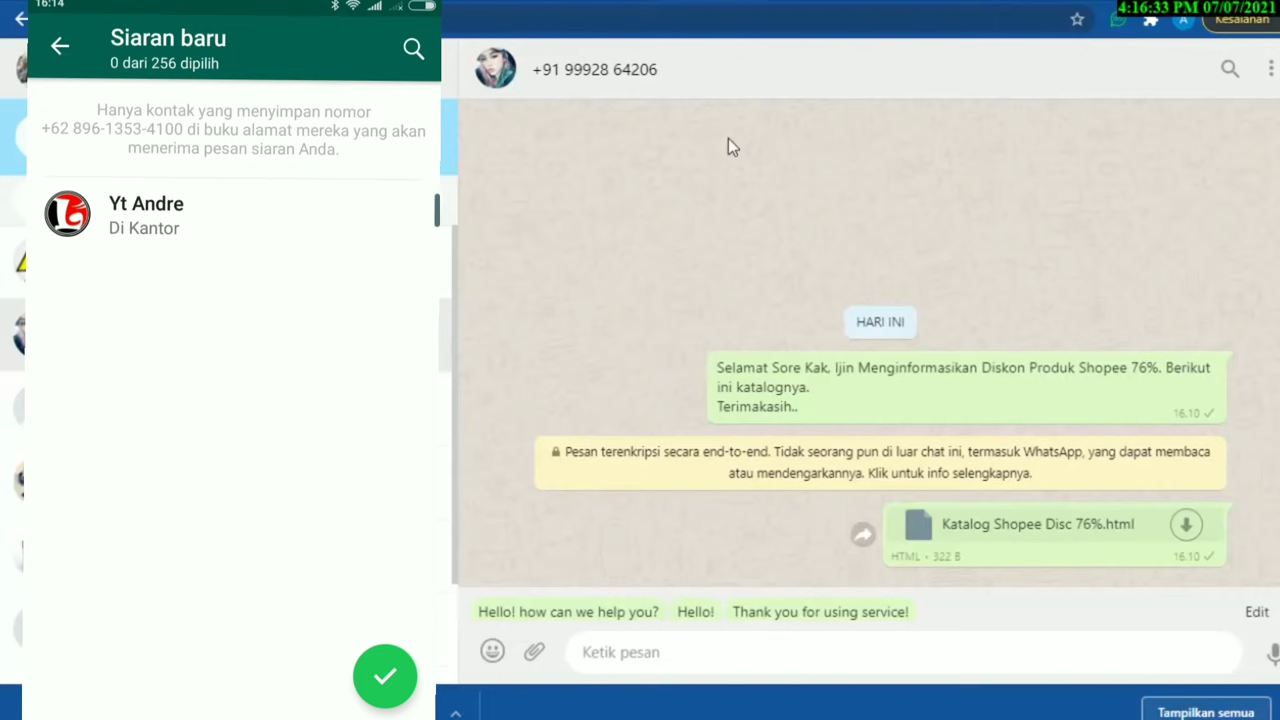 16:14
Siaran baru
0 dari 256 dipilih
Hanya kontak yang menyimpan nomor
+62 896-1353-4100 di buku alamat mereka yang akan
menerima pesan siaran Anda.
Yt Andre
Di Kantor
4:16:33 PM 07/07/2021
A
Kesalahan
+91 99928 64206
HARI INI
Selamat Sore Kak, Ijin Menginformasikan Diskon Produk Shopee 76%. Berikut
ini katalognya.
Terimakasih..
16.10
Pesan terenkripsi secara end-to-end. Tidak seorang pun di luar chat ini, termasuk WhatsApp, yang dapat membaca
atau mendengarkannya. Klik untuk info selengkapnya.
Katalog Shopee Disc 76%.html
HTML • 322 B
16.10
Hello! how can we help you?
Hello!
Thank you for using service!
Edit
Ketik pesan
Tampilkan semua